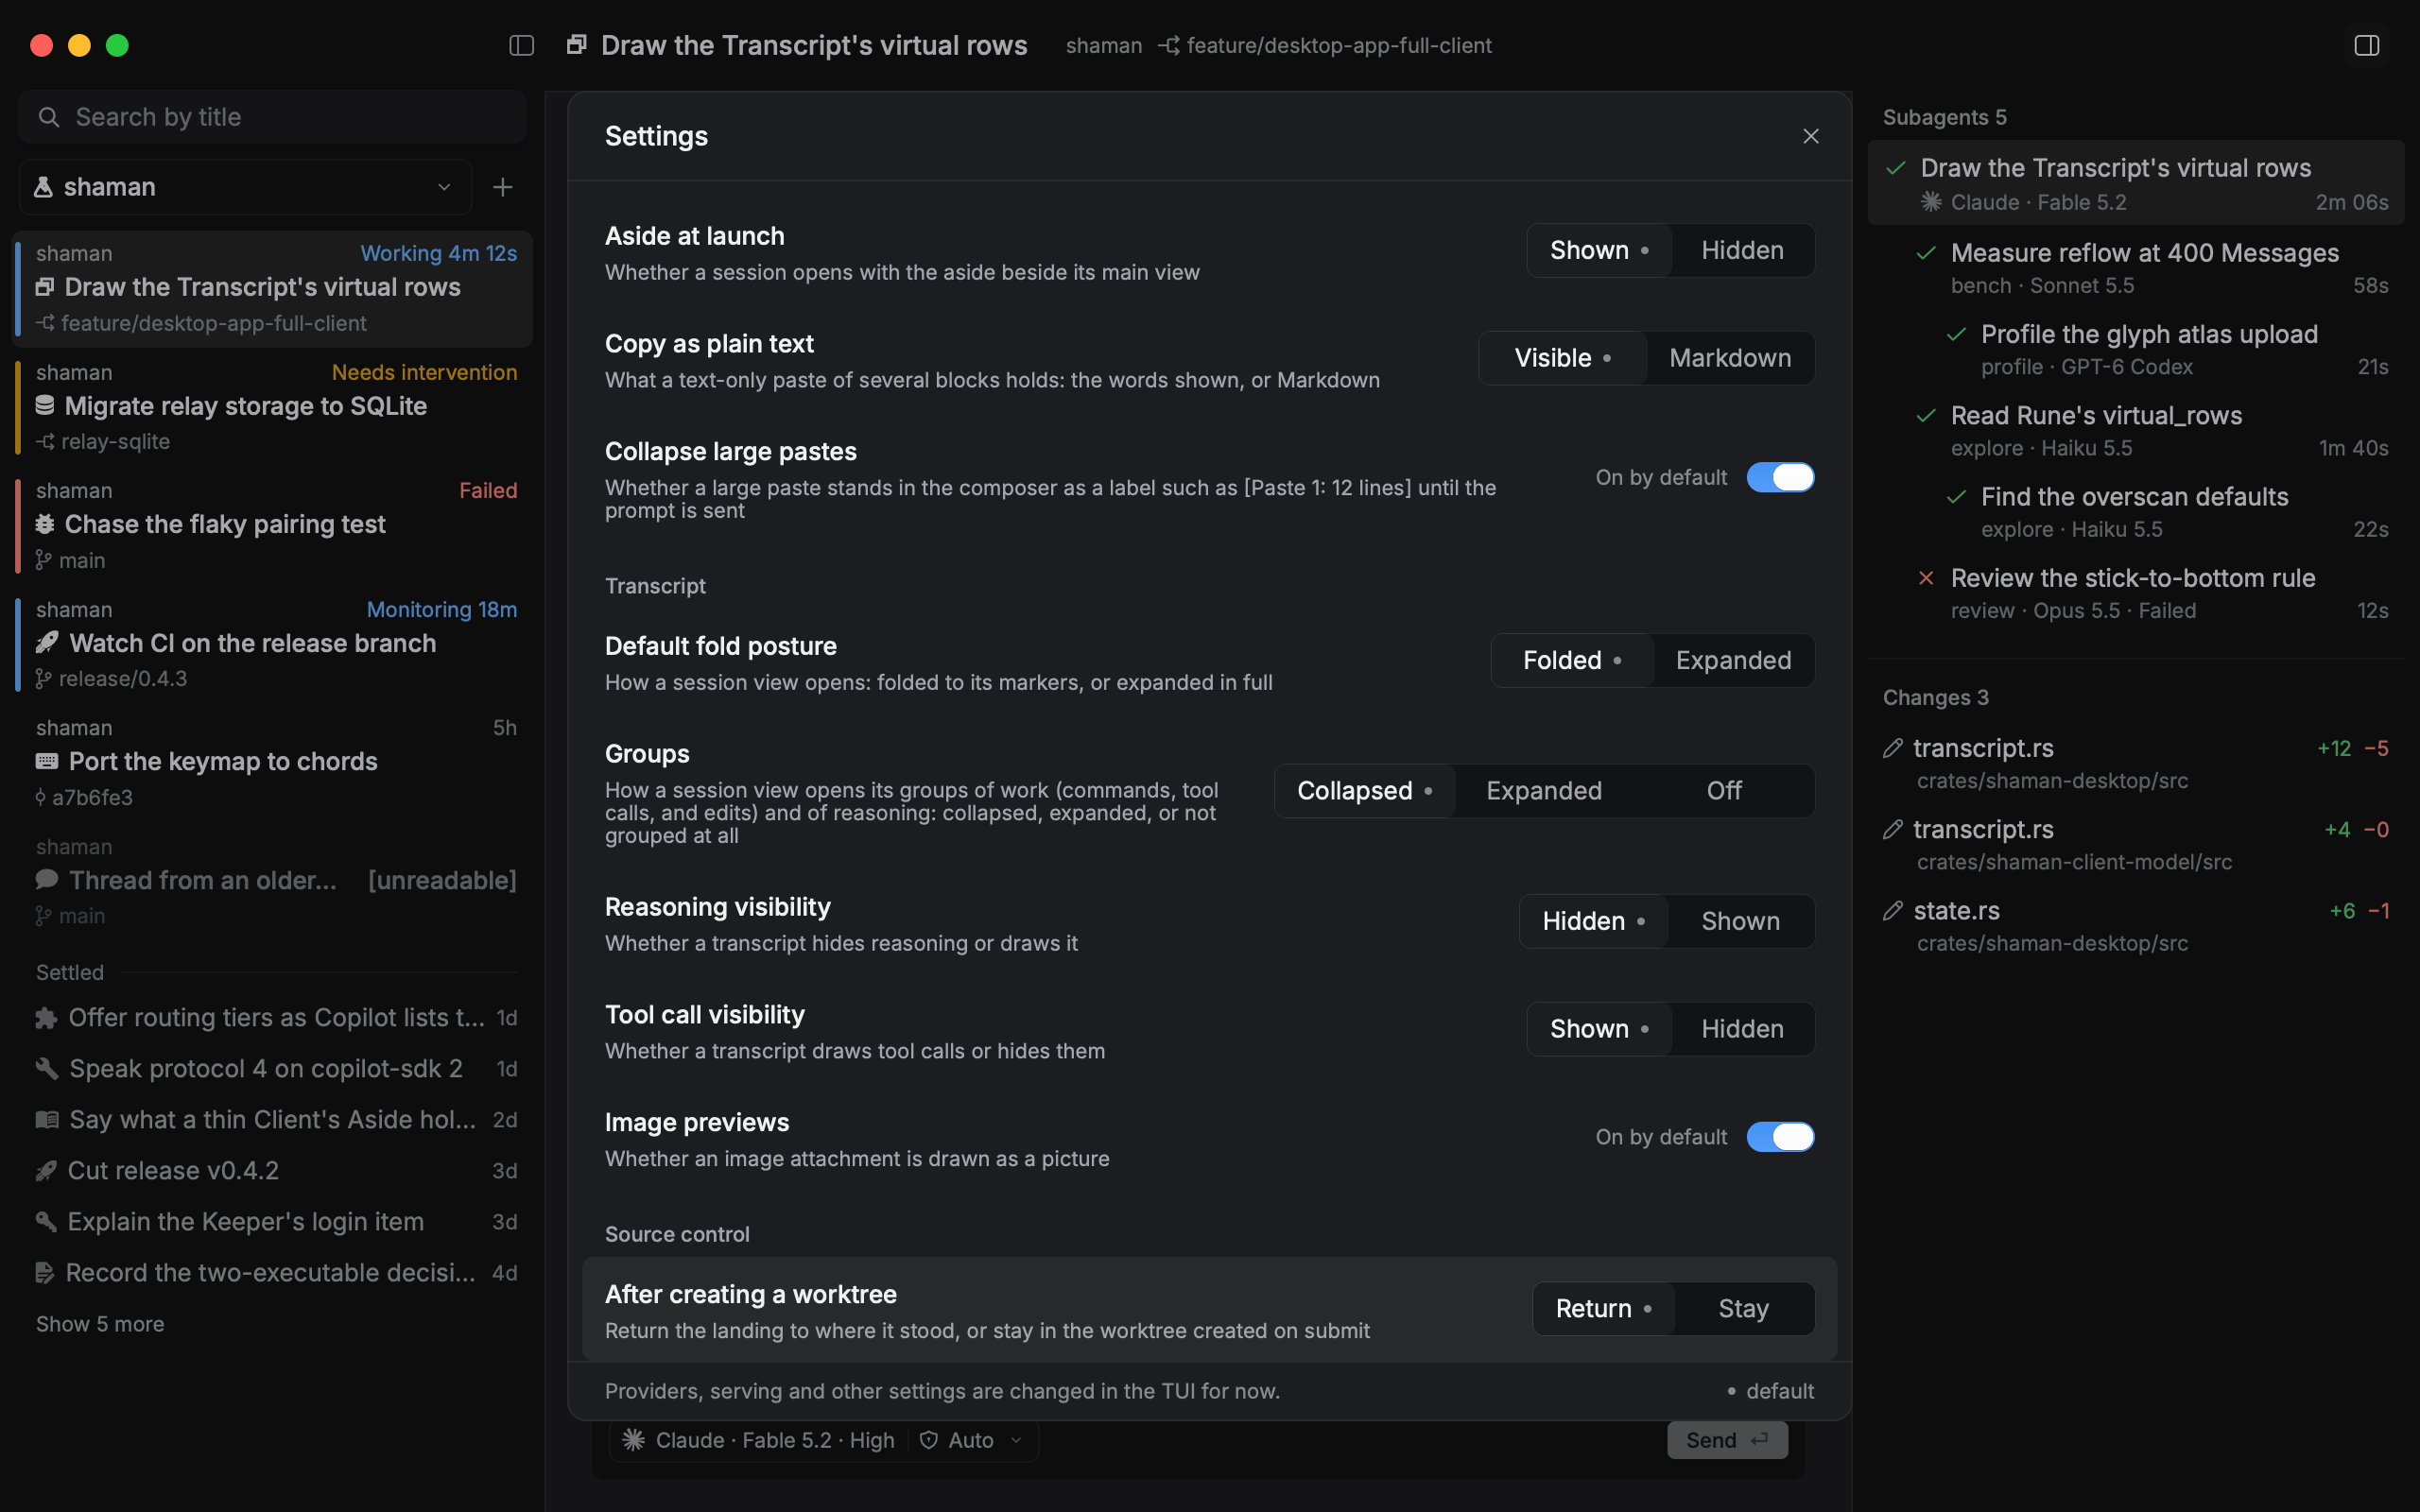 Draw the Transcript's virtual rows shaman feature/desktop-app-full-client
Search by title
shaman
shaman Working 4m 12s
Draw the Transcript's virtual rows
feature/desktop-app-full-client
shaman Needs intervention
Migrate relay storage to SQLite
relay-sqlite
shaman Failed
Chase the flaky pairing test
main
shaman Monitoring 18m
Watch CI on the release branch
release/0.4.3
shaman 5h
Port the keymap to chords
a7b6fe3
shaman
Thread from an older... [unreadable]
main
Settled
Offer routing tiers as Copilot lists t... 1d
Speak protocol 4 on copilot-sdk 2 1d
Say what a thin Client's Aside hol... 2d
Cut release v0.4.2 3d
Explain the Keeper's login item 3d
Record the two-executable decisi... 4d
Show 5 more
Settings
Aside at launch
Whether a session opens with the aside beside its main view
Shown • Hidden
Copy as plain text
What a text-only paste of several blocks holds: the words shown, or Markdown
Visible • Markdown
Collapse large pastes
Whether a large paste stands in the composer as a label such as [Paste 1: 12 lines] until the
prompt is sent
On by default
Transcript
Default fold posture
How a session view opens: folded to its markers, or expanded in full
Folded • Expanded
Groups
How a session view opens its groups of work (commands, tool
calls, and edits) and of reasoning: collapsed, expanded, or not
grouped at all
Collapsed • Expanded Off
Reasoning visibility
Whether a transcript hides reasoning or draws it
Hidden • Shown
Tool call visibility
Whether a transcript draws tool calls or hides them
Shown • Hidden
Image previews
Whether an image attachment is drawn as a picture
On by default
Source control
After creating a worktree
Return the landing to where it stood, or stay in the worktree created on submit
Return • Stay
Providers, serving and other settings are changed in the TUI for now.
• default
Claude · Fable 5.2 · High Auto
Send
Subagents 5
Draw the Transcript's virtual rows
Claude · Fable 5.2 2m 06s
Measure reflow at 400 Messages
bench · Sonnet 5.5 58s
Profile the glyph atlas upload
profile · GPT-6 Codex 21s
Read Rune's virtual_rows
explore · Haiku 5.5 1m 40s
Find the overscan defaults
explore · Haiku 5.5 22s
Review the stick-to-bottom rule
review · Opus 5.5 · Failed 12s
Changes 3
transcript.rs +12 −5
crates/shaman-desktop/src
transcript.rs +4 −0
crates/shaman-client-model/src
state.rs +6 −1
crates/shaman-desktop/src